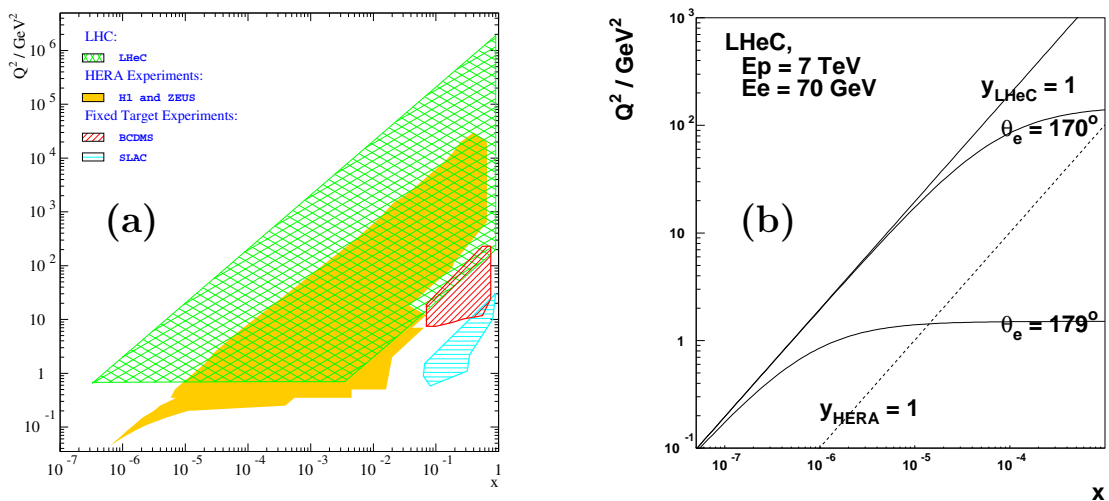 Q² / GeV²
10⁶
10⁵
10⁴
10³
10²
10
1
10⁻¹
LHC:
LHeC
HERA Experiments:
H1 and ZEUS
Fixed Target Experiments:
BCDMS
SLAC
(a)
10⁻⁷ 10⁻⁶ 10⁻⁵ 10⁻⁴ 10⁻³ 10⁻² 10⁻¹ 1
x
Q² / GeV²
10³
10²
10
1
10⁻¹
LHeC,
Ep = 7 TeV
Ee = 70 GeV
y_LHeC = 1
θ_e = 170°
(b)
θ_e = 179°
y_HERA = 1
10⁻⁷ 10⁻⁶ 10⁻⁵ 10⁻⁴
x